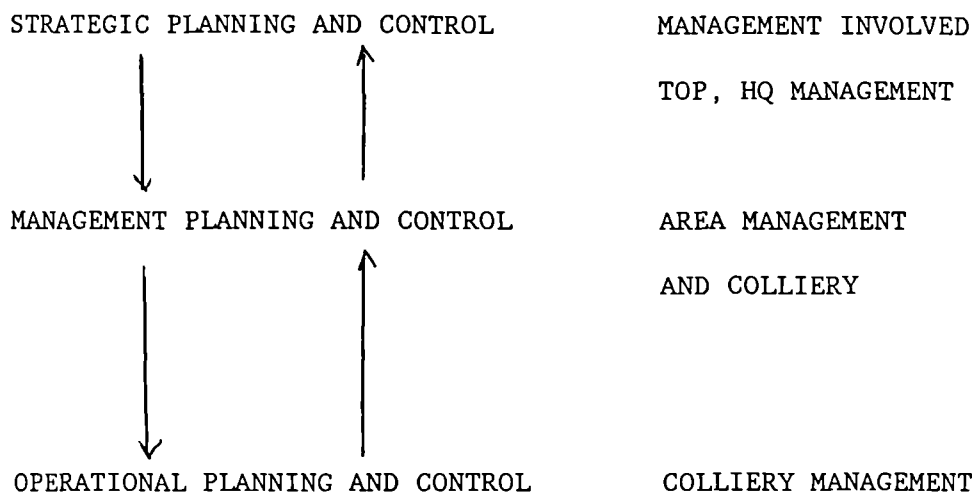 STRATEGIC PLANNING AND CONTROL
MANAGEMENT INVOLVED
TOP, HQ MANAGEMENT
MANAGEMENT PLANNING AND CONTROL
AREA MANAGEMENT
AND COLLIERY
OPERATIONAL PLANNING AND CONTROL
COLLIERY MANAGEMENT